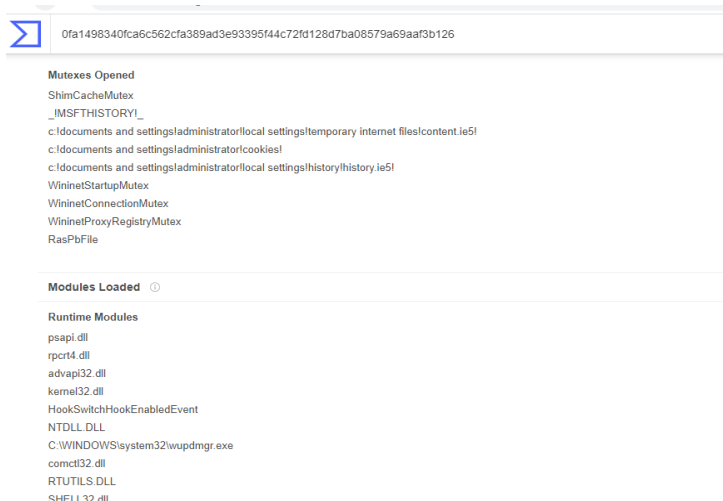 0fa1498340fca6c562cfa389ad3e93395f44c72fd128d7ba08579a69aaf3b126
Mutexes Opened
ShimCacheMutex
_!MSFTHISTORY!_
c:!documents and settings!administrator!local settings!temporary internet files!content.ie5!
c:!documents and settings!administrator!cookies!
c:!documents and settings!administrator!local settings!history!history.ie5!
WininetStartupMutex
WininetConnectionMutex
WininetProxyRegistryMutex
RasPbFile
Modules Loaded
Runtime Modules
psapi.dll
rpcrt4.dll
advapi32.dll
kernel32.dll
HookSwitchHookEnabledEvent
NTDLL.DLL
C:\WINDOWS\system32\wupdmgr.exe
comctl32.dll
RTUTILS.DLL
SHELL32.dll